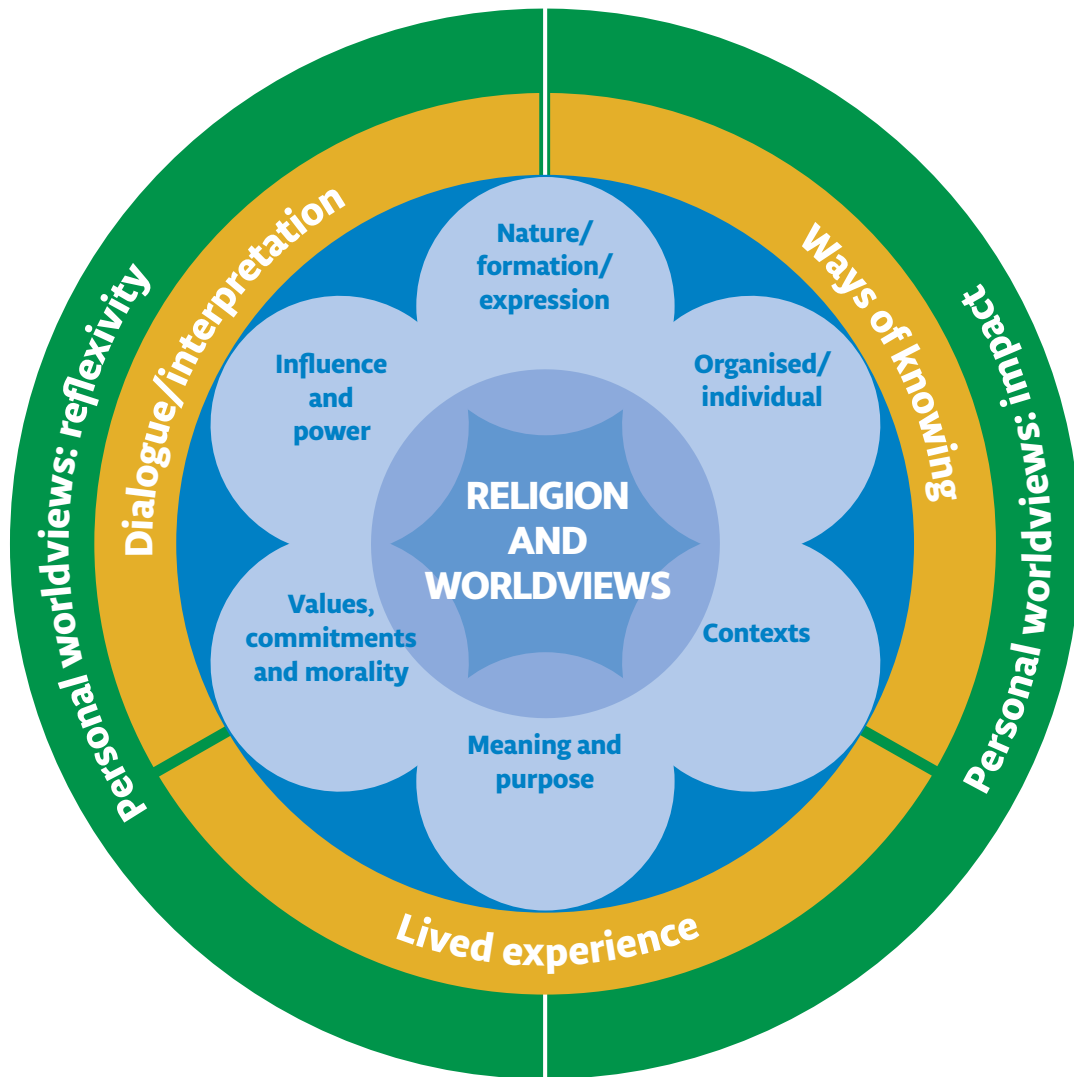 Personal worldviews: reflexivity
Personal worldviews: impact
Dialogue/interpretation
Ways of knowing
Lived experience
Nature/
formation/
expression
Organised/
individual
Contexts
Meaning and
purpose
Values,
commitments
and morality
Influence
and
power
RELIGION
AND
WORLDVIEWS